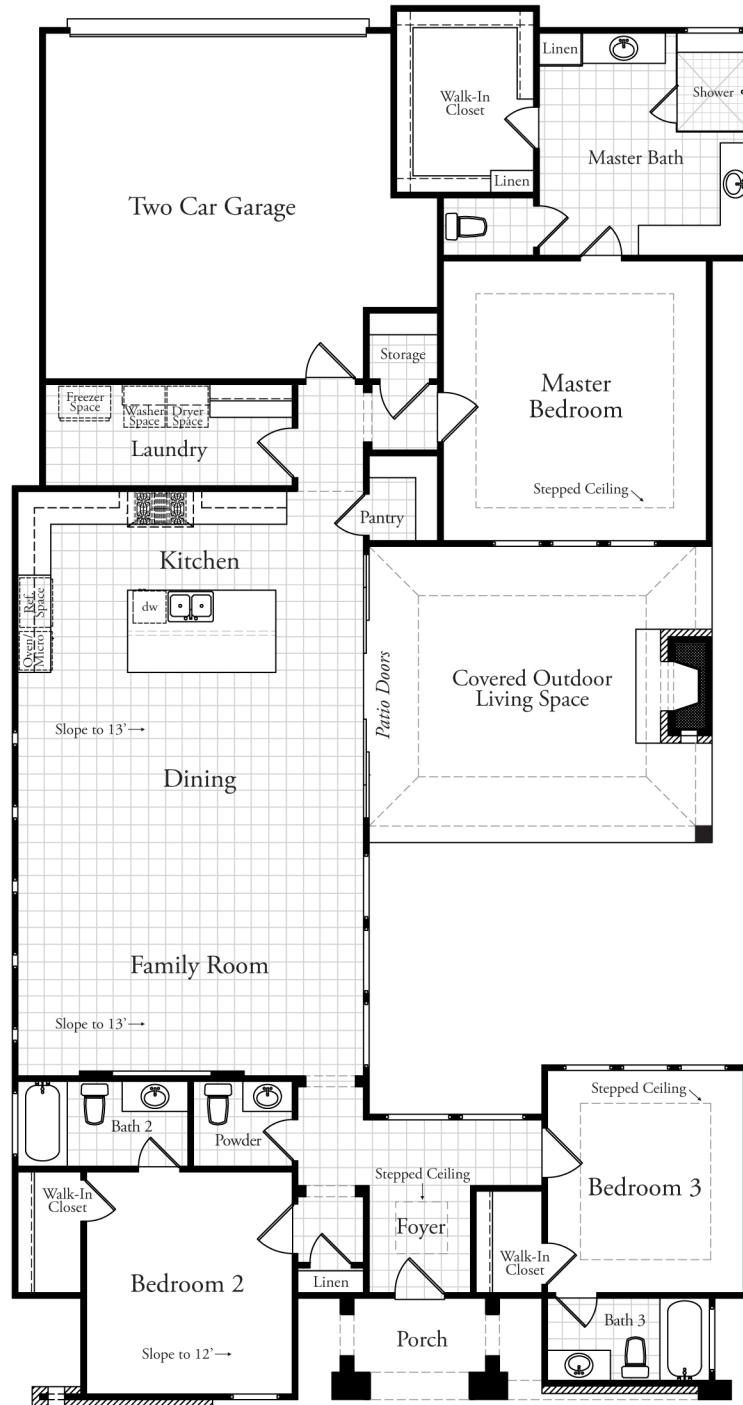 Linen
Walk-In
Closet
Shower
Master Bath
Linen
Two Car Garage
Storage
Master
Bedroom
Freezer
Space
Washer
Space
Dryer
Space
Laundry
Stepped Ceiling
Pantry
Kitchen
Ref.
Space
dw
Oven/
Micro
Covered Outdoor
Living Space
Patio Doors
Slope to 13'
Dining
Family Room
Slope to 13'
Stepped Ceiling
Bath 2
Powder
Stepped Ceiling
Walk-In
Closet
Bedroom 3
Foyer
Walk-In
Closet
Bedroom 2
Linen
Bath 3
Porch
Slope to 12'